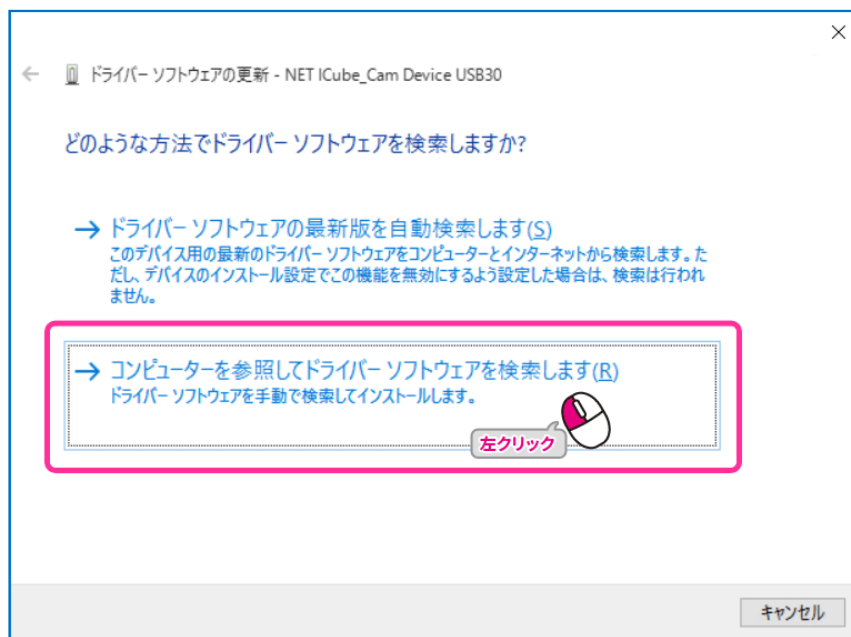 ドライバー ソフトウェアの更新 - NET ICube_Cam Device USB30
どのような方法でドライバー ソフトウェアを検索しますか?
ドライバー ソフトウェアの最新版を自動検索します(S)
このデバイス用の最新のドライバー ソフトウェアをコンピューターとインターネットから検索します。た
だし、デバイスのインストール設定でこの機能を無効にするよう設定した場合は、検索は行われ
ません。
コンピューターを参照してドライバー ソフトウェアを検索します(R)
ドライバー ソフトウェアを手動で検索してインストールします。
左クリック
キャンセル